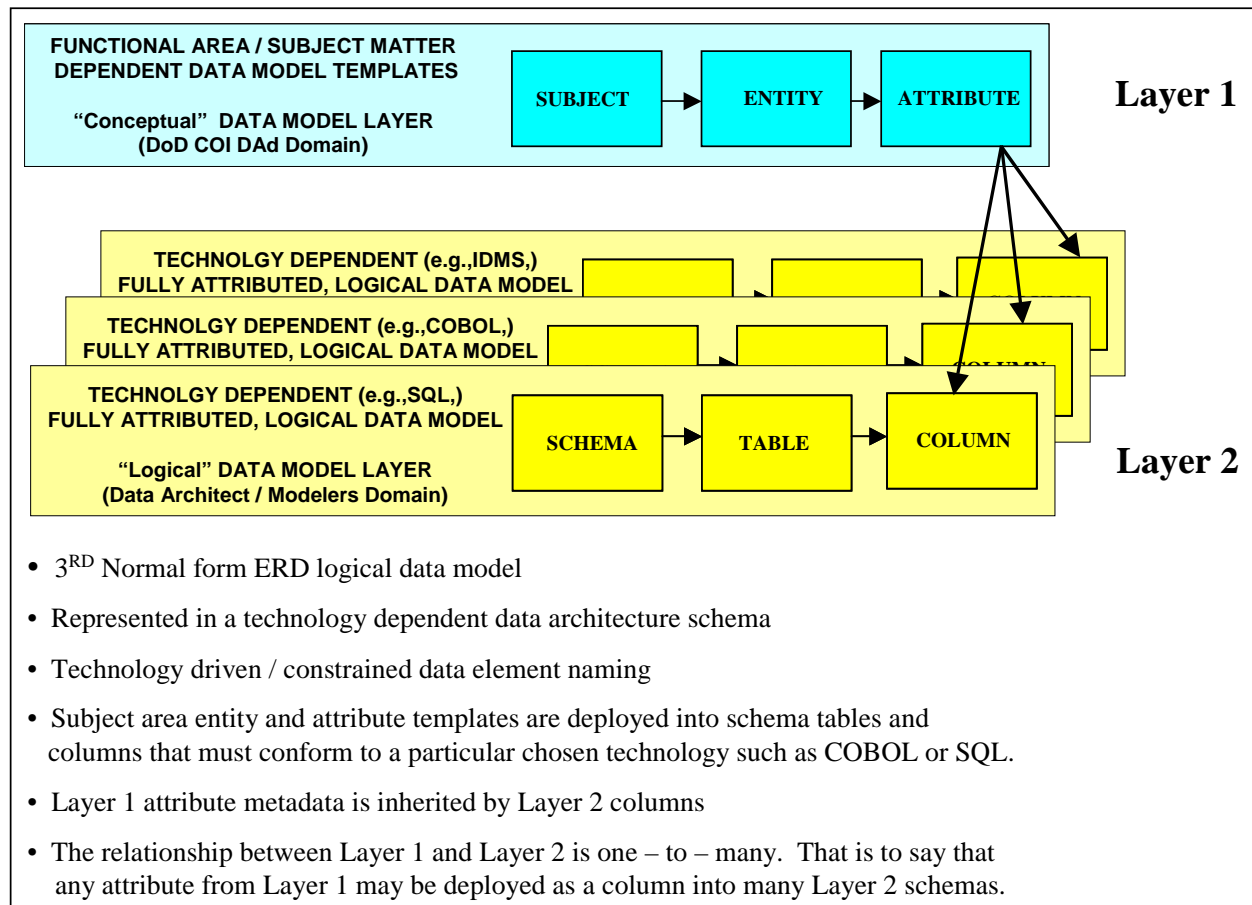 FUNCTIONAL AREA / SUBJECT MATTER
DEPENDENT DATA MODEL TEMPLATES
“Conceptual” DATA MODEL LAYER
(DoD COI DAd Domain)
SUBJECT
ENTITY
ATTRIBUTE
Layer 1
TECHNOLGY DEPENDENT (e.g.,IDMS,)
FULLY ATTRIBUTED, LOGICAL DATA MODEL
TECHNOLGY DEPENDENT (e.g.,COBOL,)
FULLY ATTRIBUTED, LOGICAL DATA MODEL
COLUMN
TECHNOLGY DEPENDENT (e.g.,SQL,)
FULLY ATTRIBUTED, LOGICAL DATA MODEL
“Logical” DATA MODEL LAYER
(Data Architect / Modelers Domain)
SCHEMA
TABLE
COLUMN
Layer 2
• 3RD Normal form ERD logical data model
• Represented in a technology dependent data architecture schema
• Technology driven / constrained data element naming
• Subject area entity and attribute templates are deployed into schema tables and
columns that must conform to a particular chosen technology such as COBOL or SQL.
• Layer 1 attribute metadata is inherited by Layer 2 columns
• The relationship between Layer 1 and Layer 2 is one – to – many. That is to say that
any attribute from Layer 1 may be deployed as a column into many Layer 2 schemas.